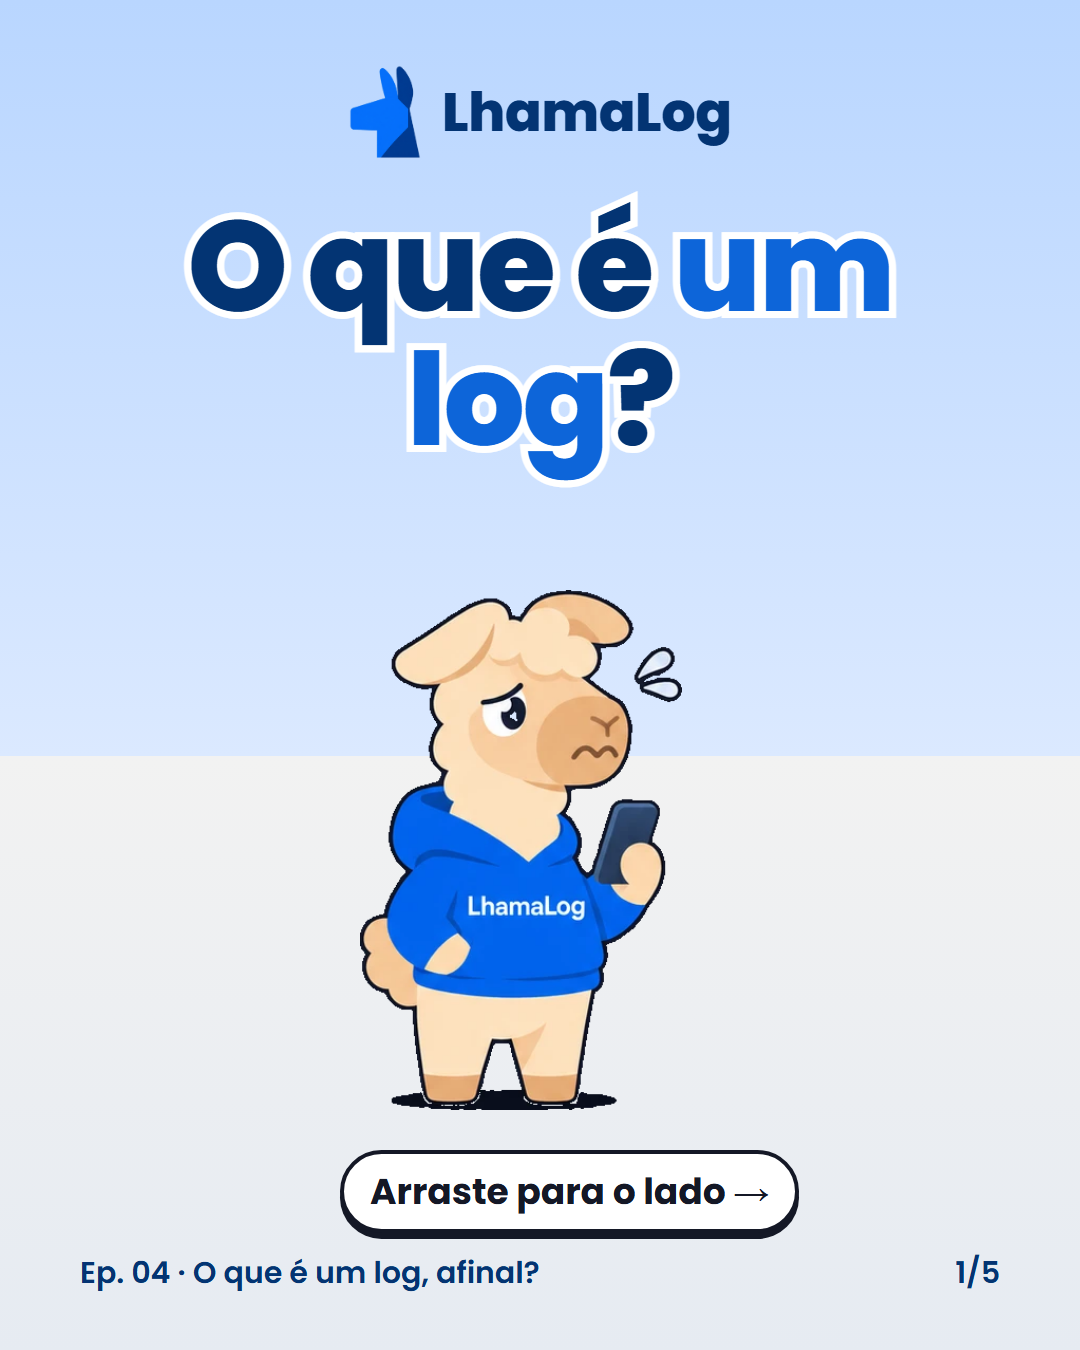 LhamaLog
O que é um
log?
LhamaLog
Arraste para o lado →
Ep. 04 · O que é um log, afinal?
1/5